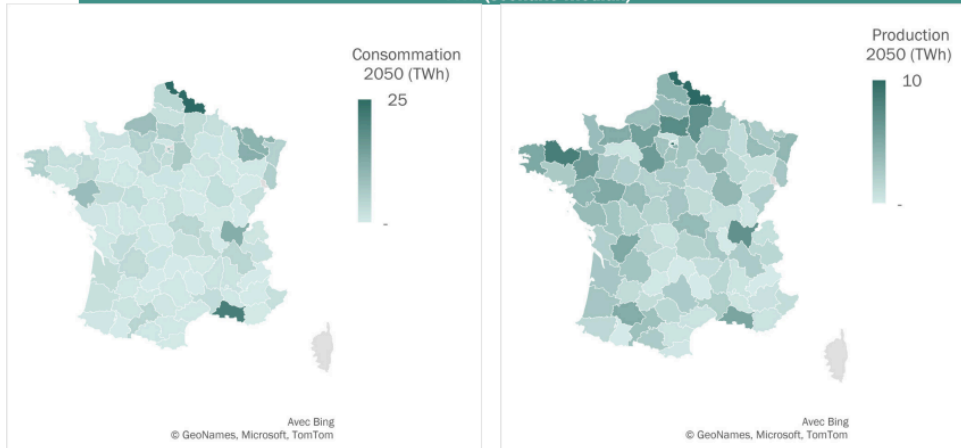 Consommation
2050 (TWh)
25
-
Avec Bing
© GeoNames, Microsoft, TomTom
Production
2050 (TWh)
10
-
Avec Bing
© GeoNames, Microsoft, TomTom